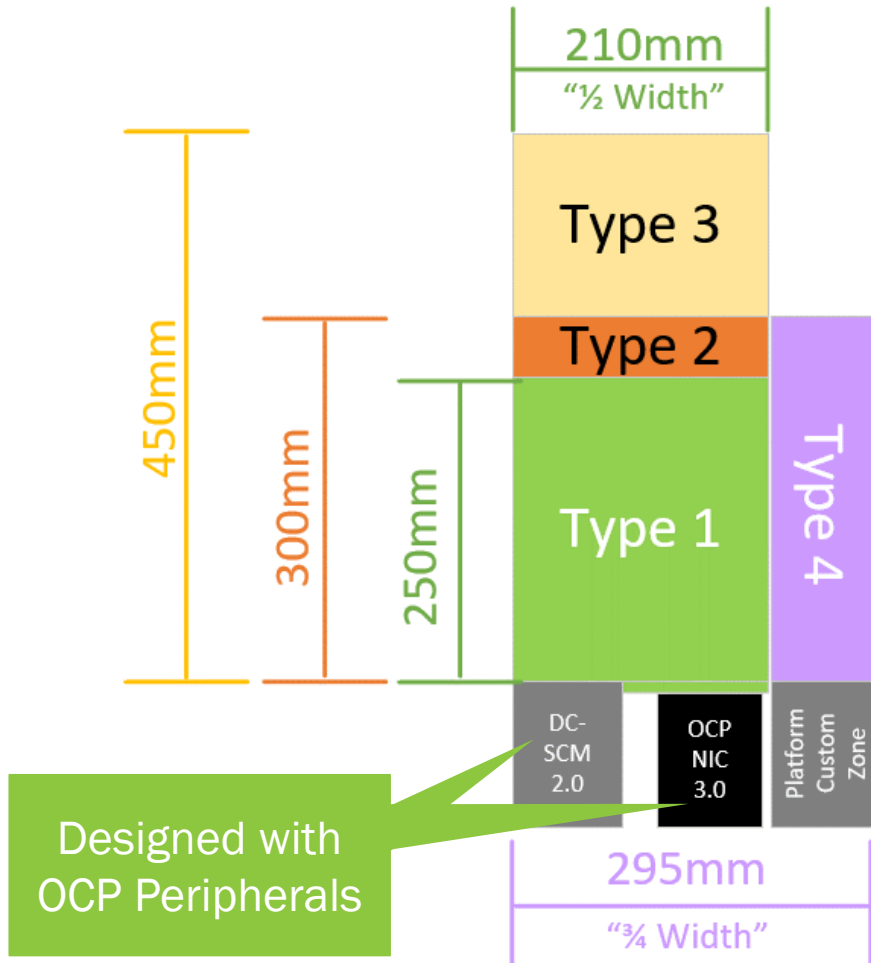 210mm
“½ Width”
Type 3
Type 2
Type 1
Type 4
450mm
300mm
250mm
DC-
SCM
2.0
OCP
NIC
3.0
Platform
Custom
Zone
Designed with
OCP Peripherals
295mm
“¾ Width”